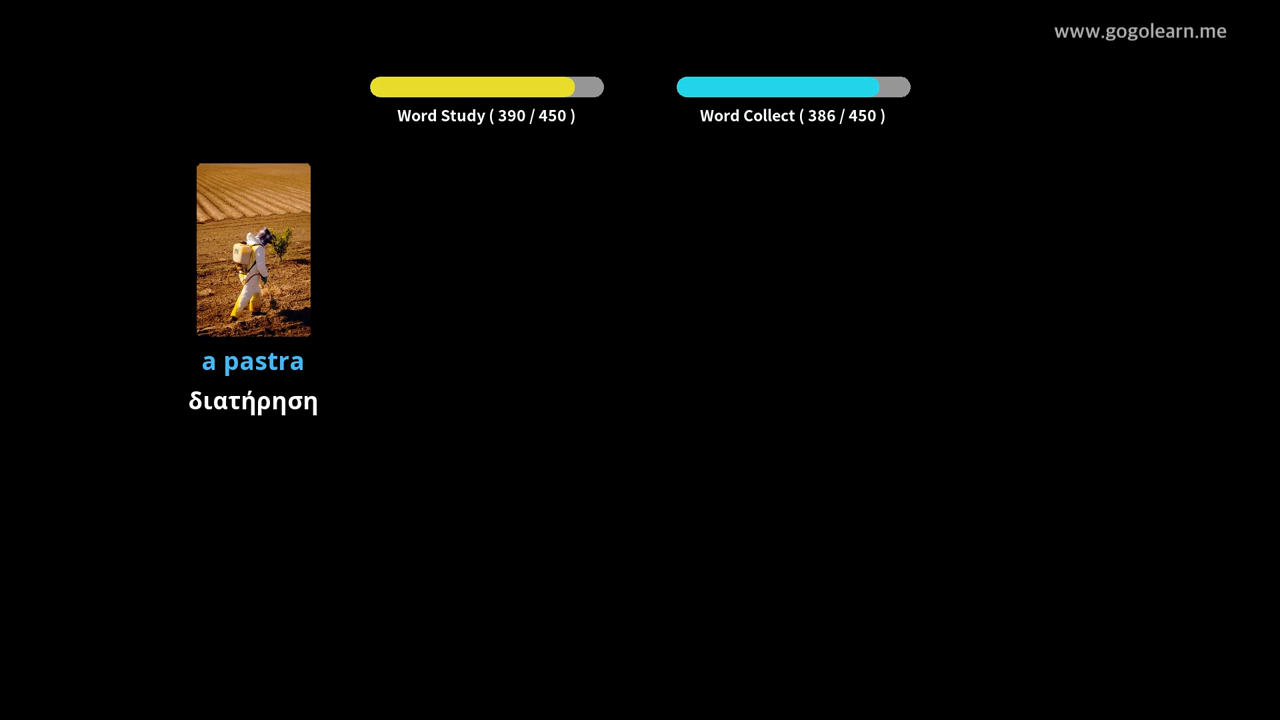 www.gogolearn.me
Word Study ( 390 / 450 )
Word Collect ( 386 / 450 )
a pastra
διατήρηση